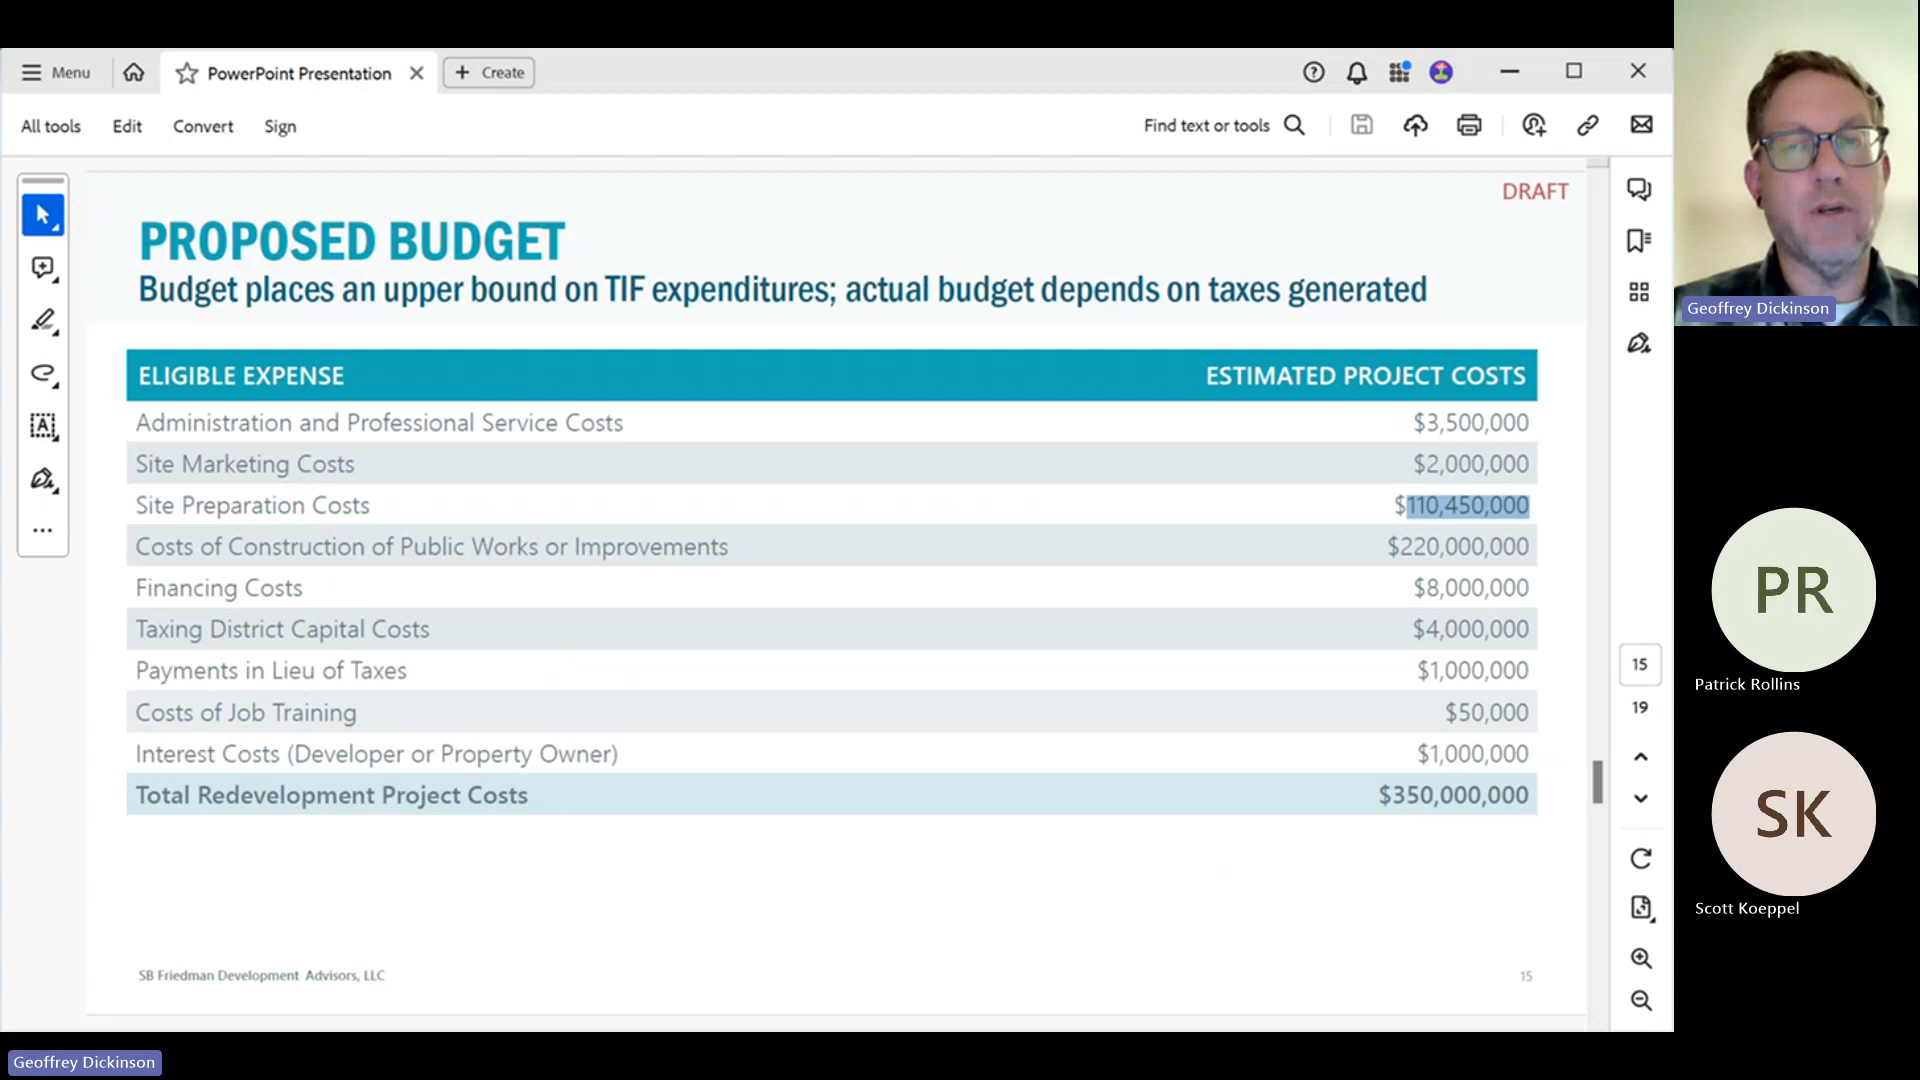 Menu
PowerPoint Presentation
Create
All tools
Edit
Convert
Sign
Find text or tools
DRAFT
PROPOSED BUDGET
Budget places an upper bound on TIF expenditures; actual budget depends on taxes generated
ELIGIBLE EXPENSE ESTIMATED PROJECT COSTS
Administration and Professional Service Costs $3,500,000
Site Marketing Costs $2,000,000
Site Preparation Costs $110,450,000
Costs of Construction of Public Works or Improvements $220,000,000
Financing Costs $8,000,000
Taxing District Capital Costs $4,000,000
Payments in Lieu of Taxes $1,000,000
Costs of Job Training $50,000
Interest Costs (Developer or Property Owner) $1,000,000
Total Redevelopment Project Costs $350,000,000
SB Friedman Development Advisors, LLC
15
15
19
Geoffrey Dickinson
PR
Patrick Rollins
SK
Scott Koeppel
Geoffrey Dickinson